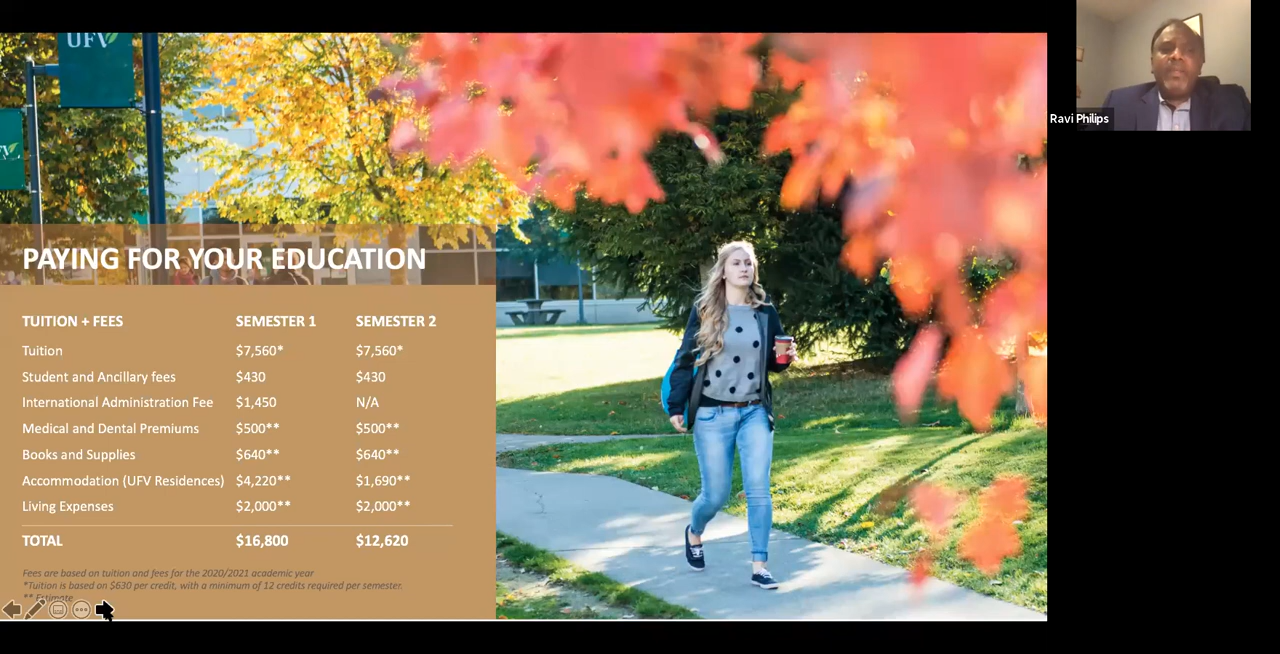 UFV
PAYING FOR YOUR EDUCATION
TUITION + FEES SEMESTER 1 SEMESTER 2
Tuition $7,560* $7,560*
Student and Ancillary fees $430 $430
International Administration Fee $1,450 N/A
Medical and Dental Premiums $500** $500**
Books and Supplies $640** $640**
Accommodation (UFV Residences) $4,220** $1,690**
Living Expenses $2,000** $2,000**
TOTAL $16,800 $12,620
Fees are based on tuition and fees for the 2020/2021 academic year
*Tuition is based on $630 per credit, with a minimum of 12 credits required per semester.
** Estimate
Ravi Philips